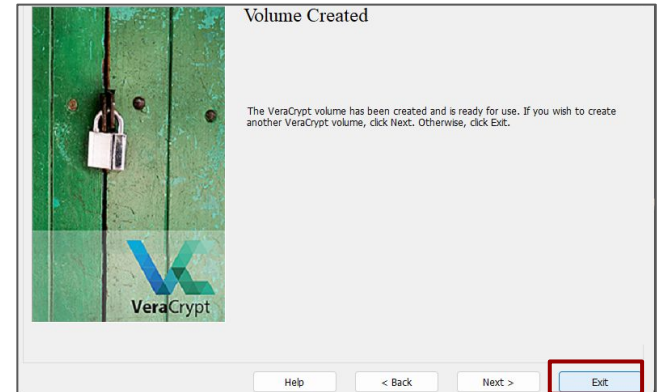 Volume Created
The VeraCrypt volume has been created and is ready for use. If you wish to create
another VeraCrypt volume, click Next. Otherwise, click Exit.
VeraCrypt
Help
< Back
Next >
Exit